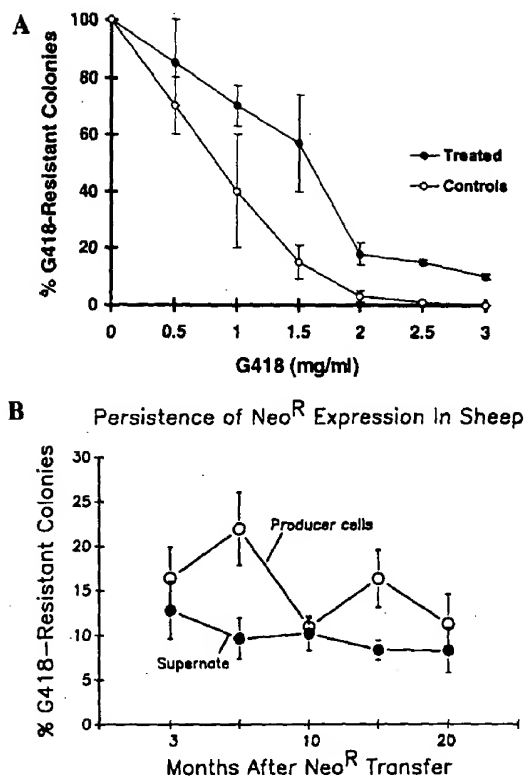 A
% G418-Resistant Colonies
100
80
60
40
20
0
Treated
Controls
0 0.5 1 1.5 2 2.5 3
G418 (mg/ml)
B
Persistence of Neo^R Expression In Sheep
% G418-Resistant Colonies
30
25
20
15
10
5
0
Producer cells
Supernate
3 10 20
Months After Neo^R Transfer